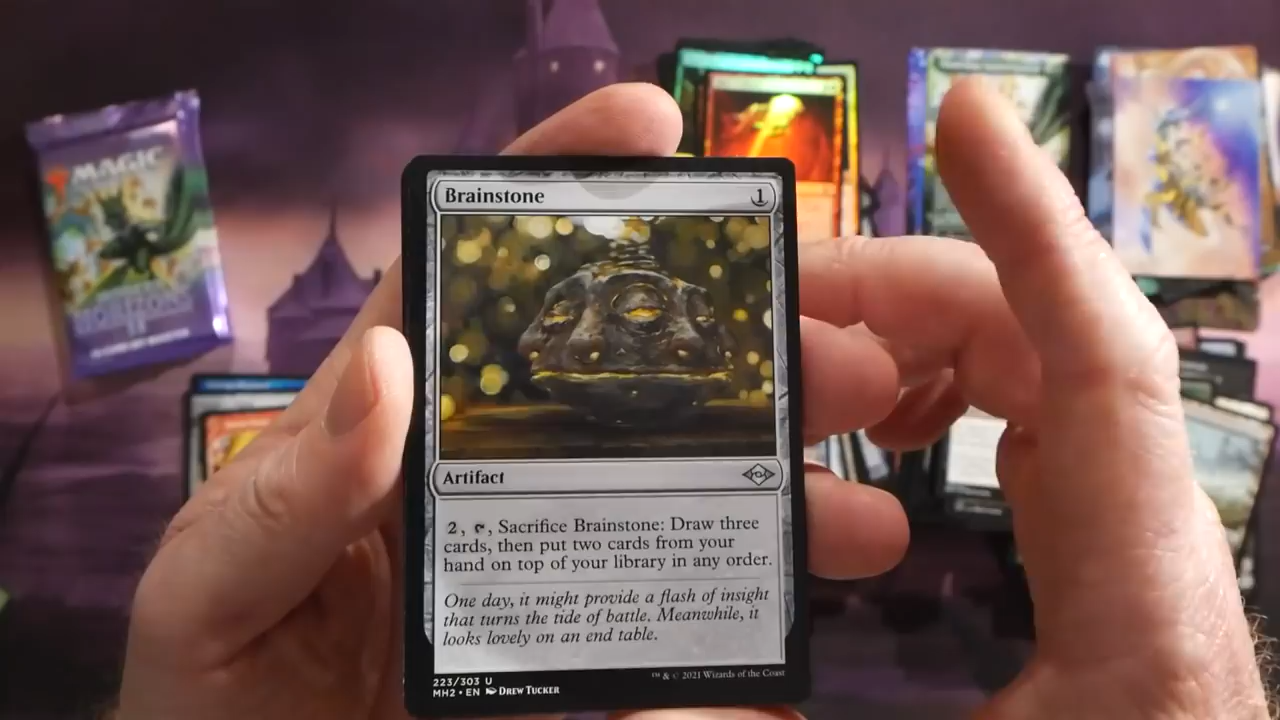 MAGIC
Brainstone 1
Artifact
2, T, Sacrifice Brainstone: Draw three
cards, then put two cards from your
hand on top of your library in any order.
One day, it might provide a flash of insight
that turns the tide of battle. Meanwhile, it
looks lovely on an end table.
223/303 U
MH2 • EN DREW TUCKER
™ & © 2021 Wizards of the Coast